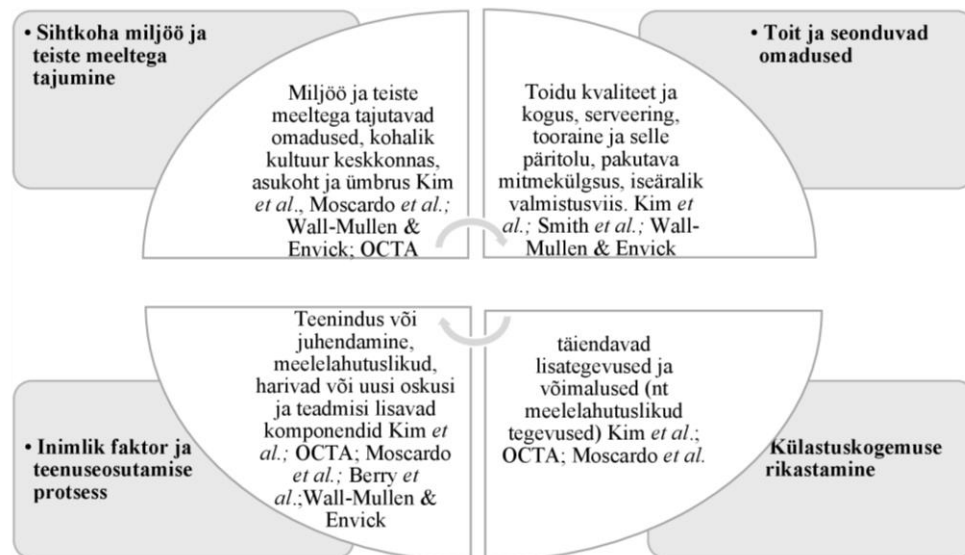 • Sihtkoha miljöö ja
teiste meeltega
tajumine
Miljöö ja teiste
meeltega tajutavad
omadused, kohalik
kultuur keskkonnas,
asukoht ja ümbrus Kim
et al., Moscardo et al.;
Wall-Mullen &
Envick; OCTA
• Toit ja seonduvad
omadused
Toidu kvaliteet ja
kogus, serveering,
tooraine ja selle
päritolu, pakutava
mitmekülgsus, iseäralik
valmistusviis. Kim et
al.; Smith et al.; Wall-
Mullen & Envick
• Inimlik faktor ja
teenuseosutamise
protsess
Teenindus või
juhendamine,
meelelahutuslikud,
harivad või uusi oskusi
ja teadmisi lisavad
komponendid Kim et
al.; OCTA; Moscardo
et al.; Berry et
al.;Wall-Mullen &
Envick
täiendavad
lisategevused ja
võimalused (nt
meelelahutuslikud
tegevused) Kim et al.;
OCTA; Moscardo et al.
Külastuskogemuse
rikastamine